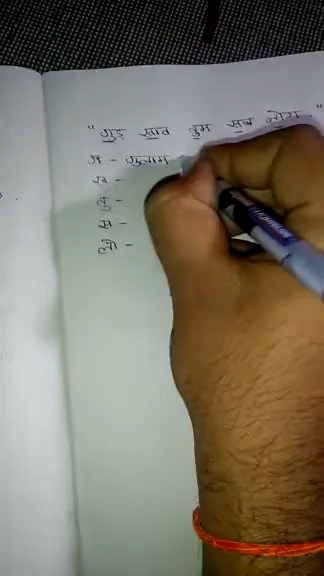 "गुड़ खाव तुम सब लोग"
गु - गुलाम
ख -
तु -
स -
लो -